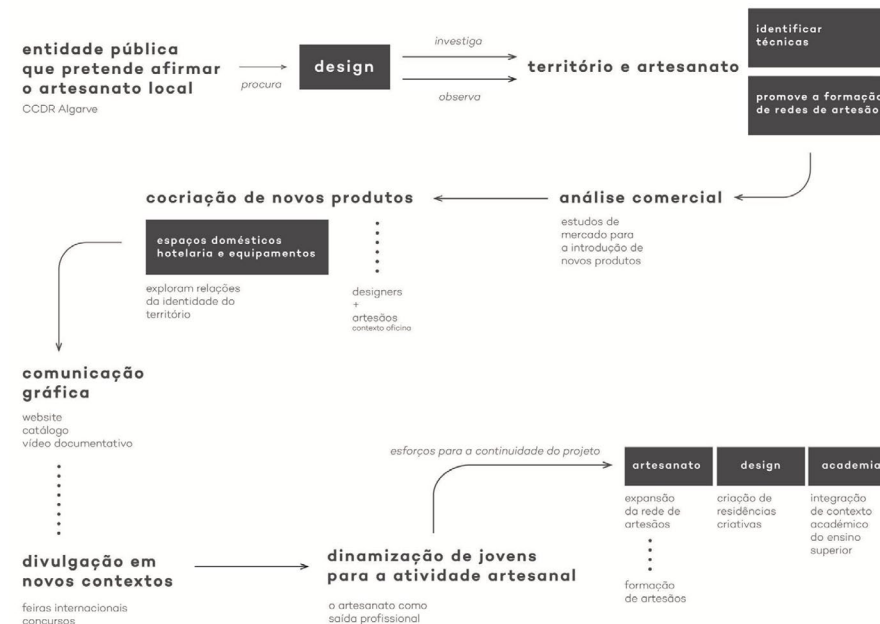 entidade pública
que pretende afirmar
o artesanato local
CCDR Algarve
procura
design
investiga
observa
território e artesanato
identificar
técnicas
promove a formação
de redes de artesão
análise comercial
estudos de
mercado para
a introdução de
novos produtos
cocriação de novos produtos
espaços domésticos
hotelaria e equipamentos
exploram relações
da identidade do
território
designers
+
artesãos
contexto oficina
comunicação
gráfica
website
catálogo
vídeo documentativo
divulgação em
novos contextos
feiras internacionais
concursos
dinamização de jovens
para a atividade artesanal
o artesanato como
saída profissional
esforços para a continuidade do projeto
artesanato
expansão
da rede de
artesãos
formação
de artesãos
design
criação de
residências
criativas
academia
integração
de contexto
académico
do ensino
superior